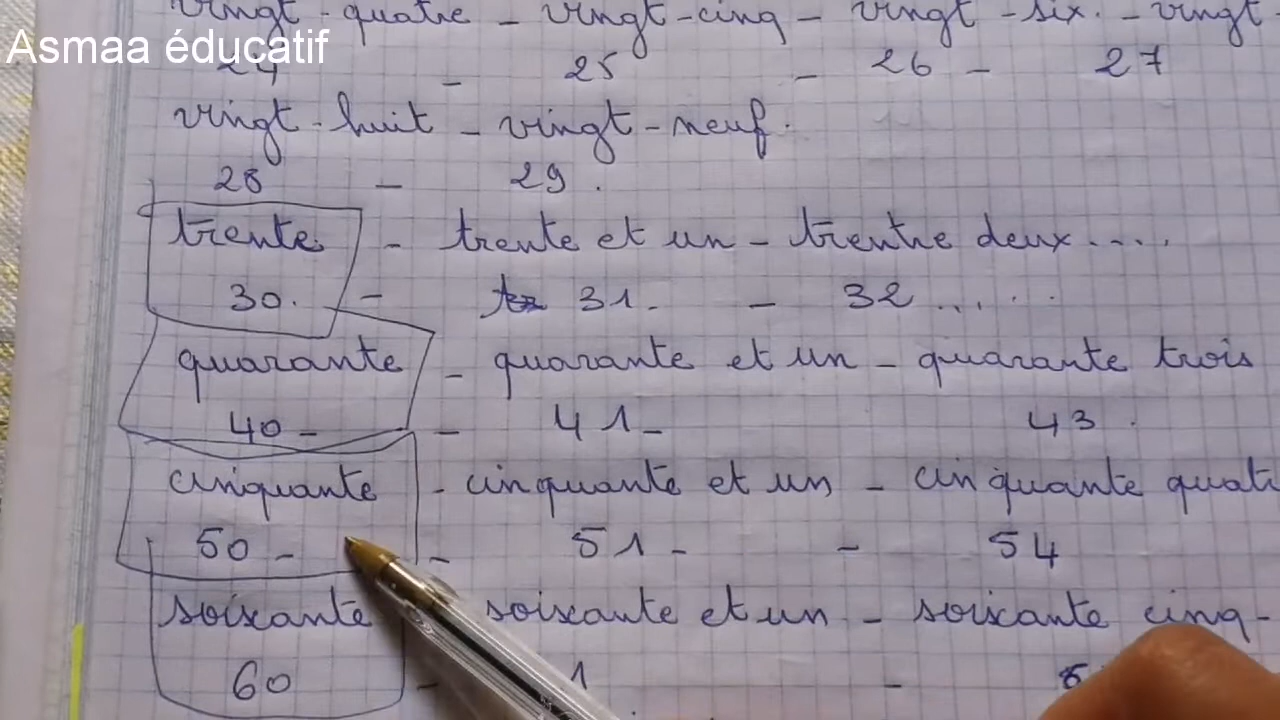 vingt-quatre - vingt-cinq - vingt-six. - vingt-
Asmaa éducatif
24 - 25 - 26 - 27
vingt-huit - vingt-neuf.
28 - 29.
trente - trente et un - trentre deux....
30. - 31. - 32 .....
quarante - quarante et un - quarante trois
40 - - 41 - 43.
cinquante - cinquante et un - cinquante
50 - - 51 - - 54
soixante - soixante et un - soixante cinq-
60 - 1 -